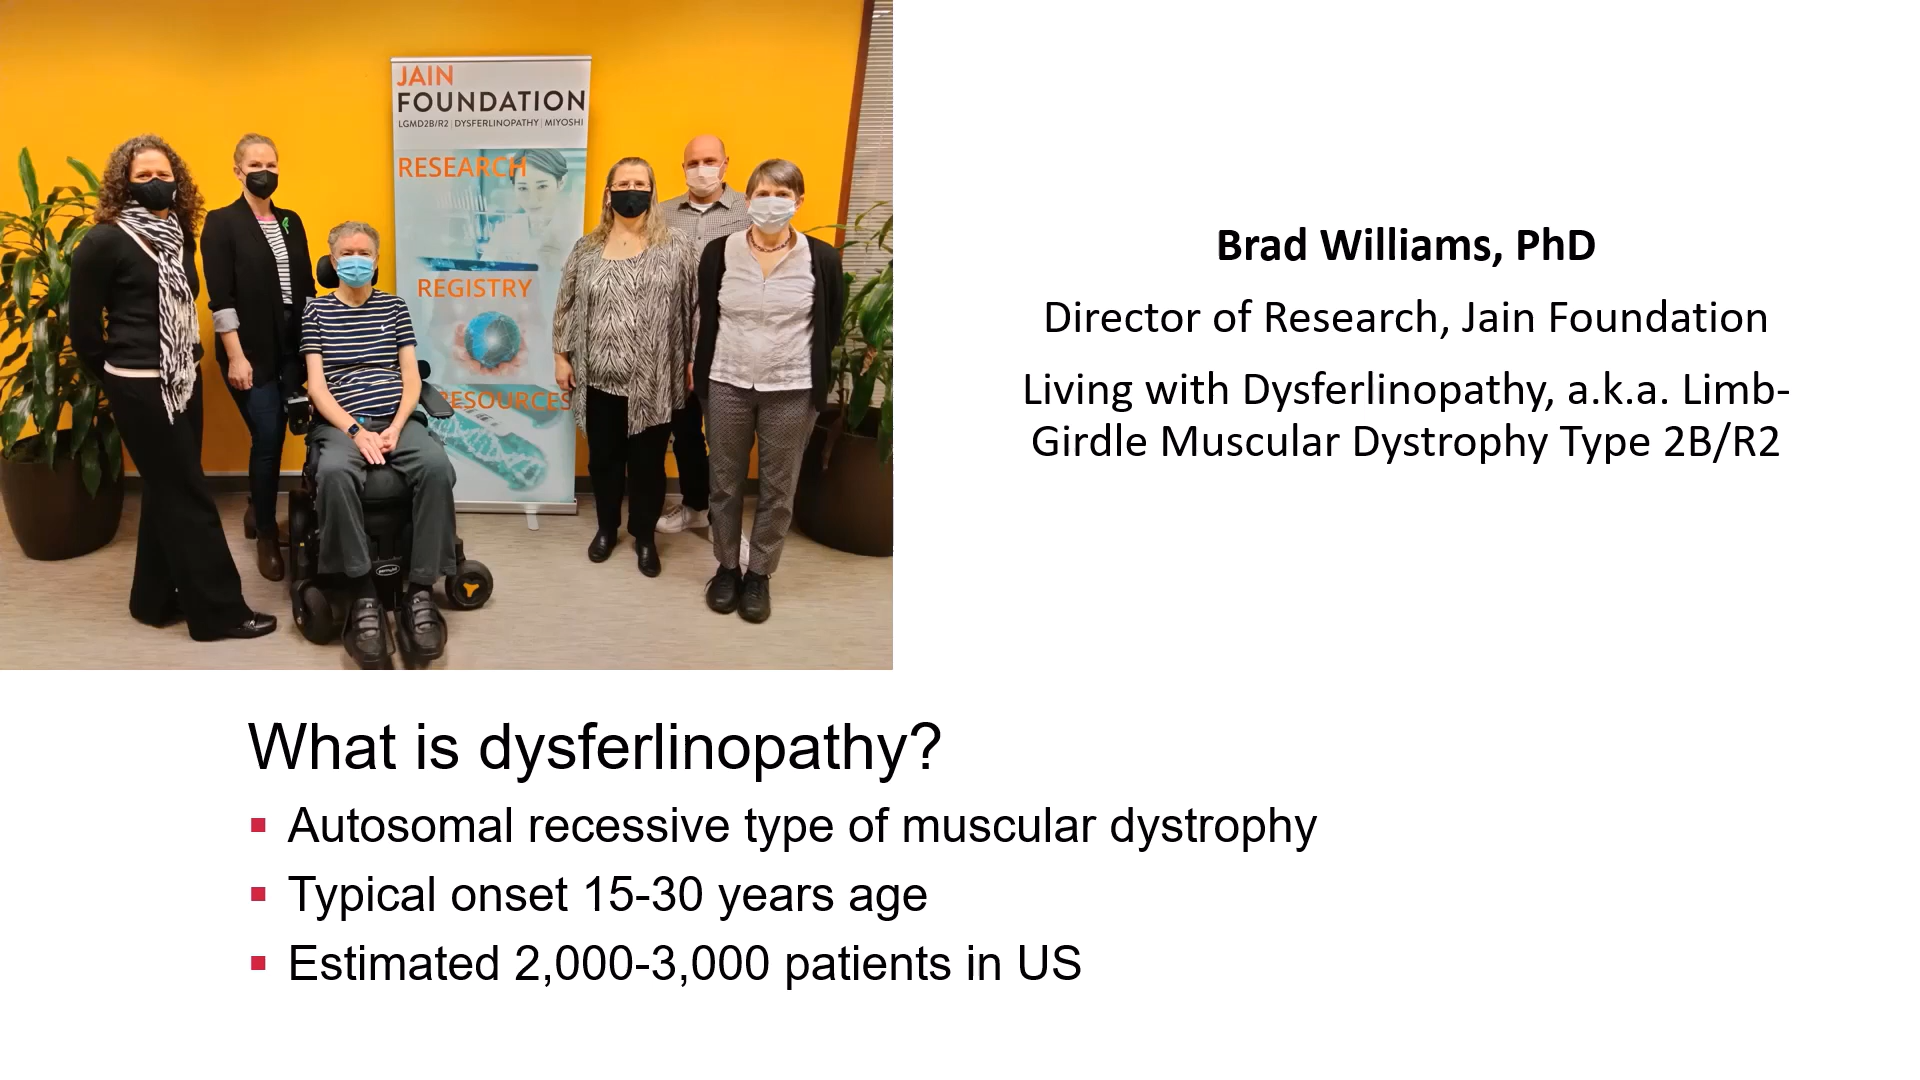 JAIN
FOUNDATION
LGMD2B/R2 | DYSFERLINOPATHY | MIYOSHI
RESEARCH
REGISTRY
RESOURCES
Brad Williams, PhD
Director of Research, Jain Foundation
Living with Dysferlinopathy, a.k.a. Limb-
Girdle Muscular Dystrophy Type 2B/R2
What is dysferlinopathy?
▪ Autosomal recessive type of muscular dystrophy
▪ Typical onset 15-30 years age
▪ Estimated 2,000-3,000 patients in US